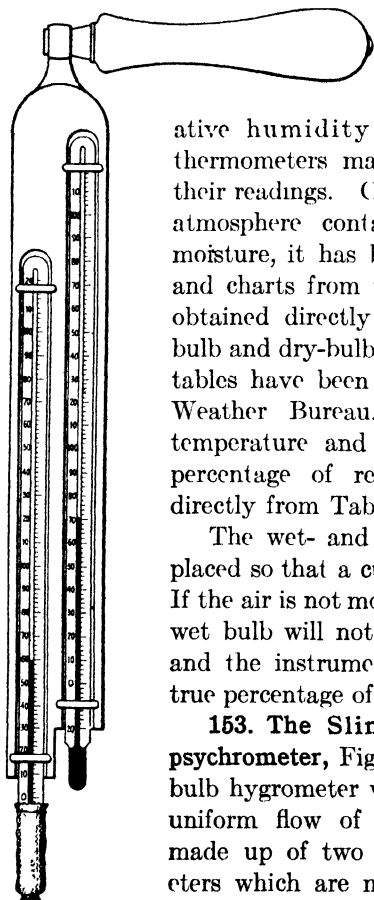 ative humidity
thermometers ma
their readings.
atmosphere conta
moisture, it has b
and charts from
obtained directly
bulb and dry-bulb
tables have been
Weather Bureau.
temperature and
percentage of re
directly from Tab
The wet- and
placed so that a cu
If the air is not mo
wet bulb will not
and the instrume
true percentage of
153. The Slin
psychrometer, Fig
bulb hygrometer
uniform flow of
made up of two
eters which are n